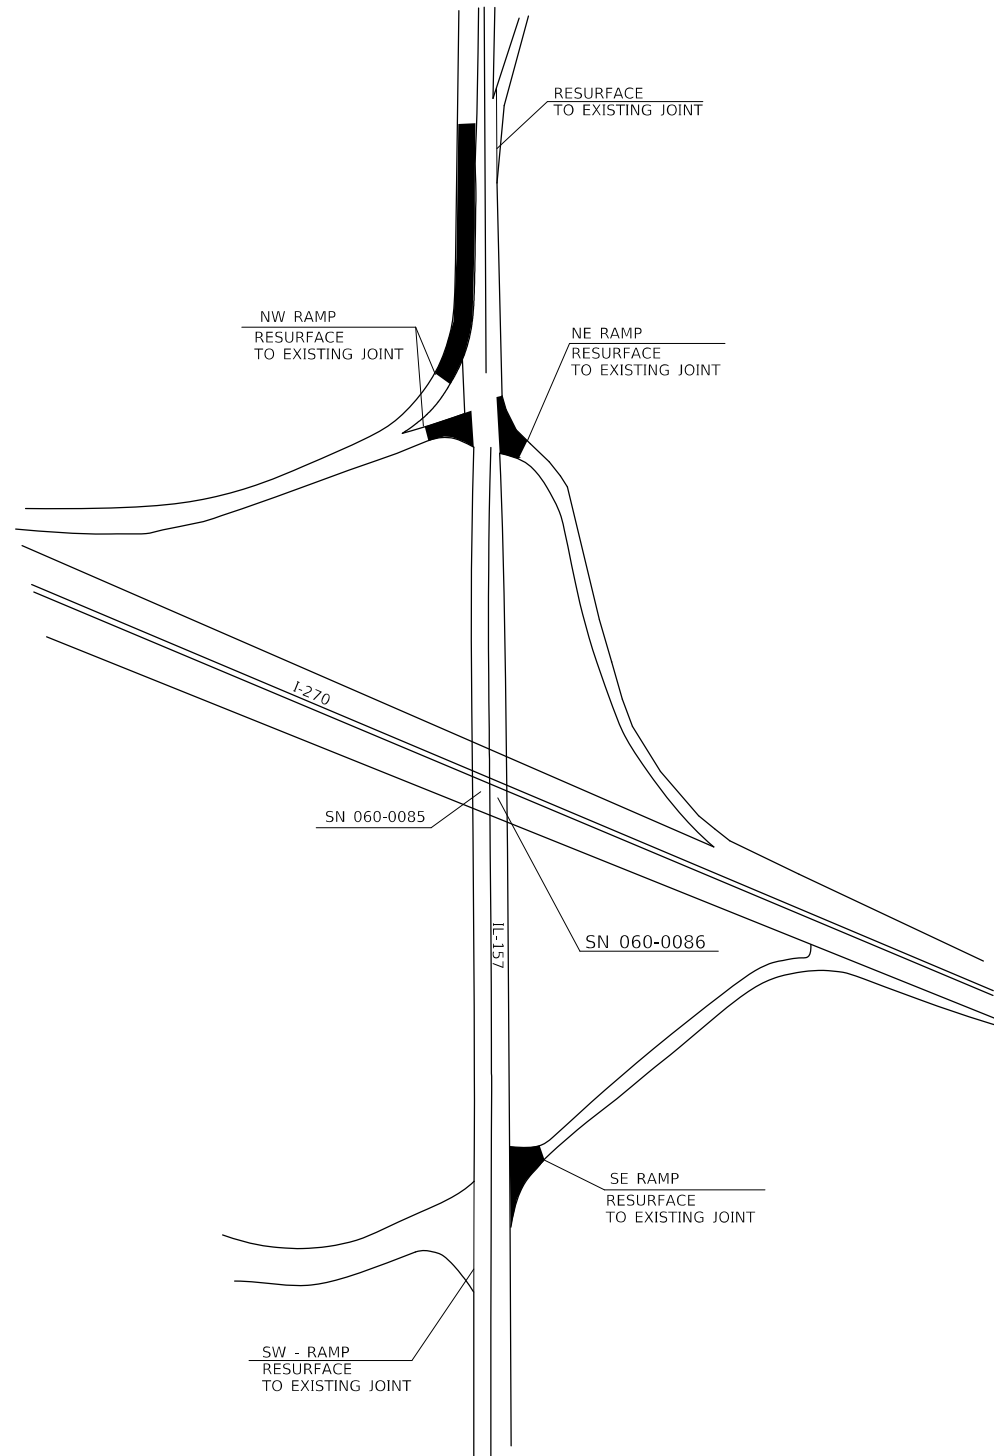 RESURFACE
TO EXISTING JOINT
NW RAMP
RESURFACE
TO EXISTING JOINT
NE RAMP
RESURFACE
TO EXISTING JOINT
I-270
SN 060-0085
IL-157
SN 060-0086
SE RAMP
RESURFACE
TO EXISTING JOINT
SW - RAMP
RESURFACE
TO EXISTING JOINT